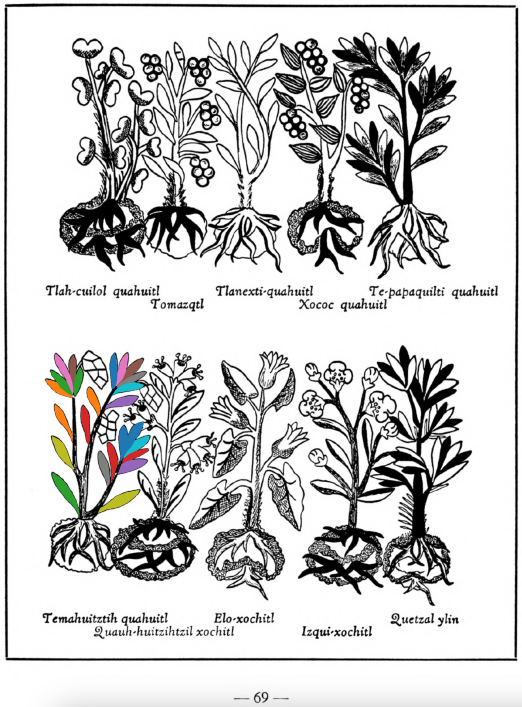 Tlah-cuilol quahuitl
Tomazqtl
Tlanexti-quahuitl
Xococ quahuitl
Te-papaquilti quahuitl
Temahuitztih quahuitl
Quauh-huitzihtzil xochitl
Elo-xochitl
Izqui-xochitl
Quetzal ylin
— 69 —